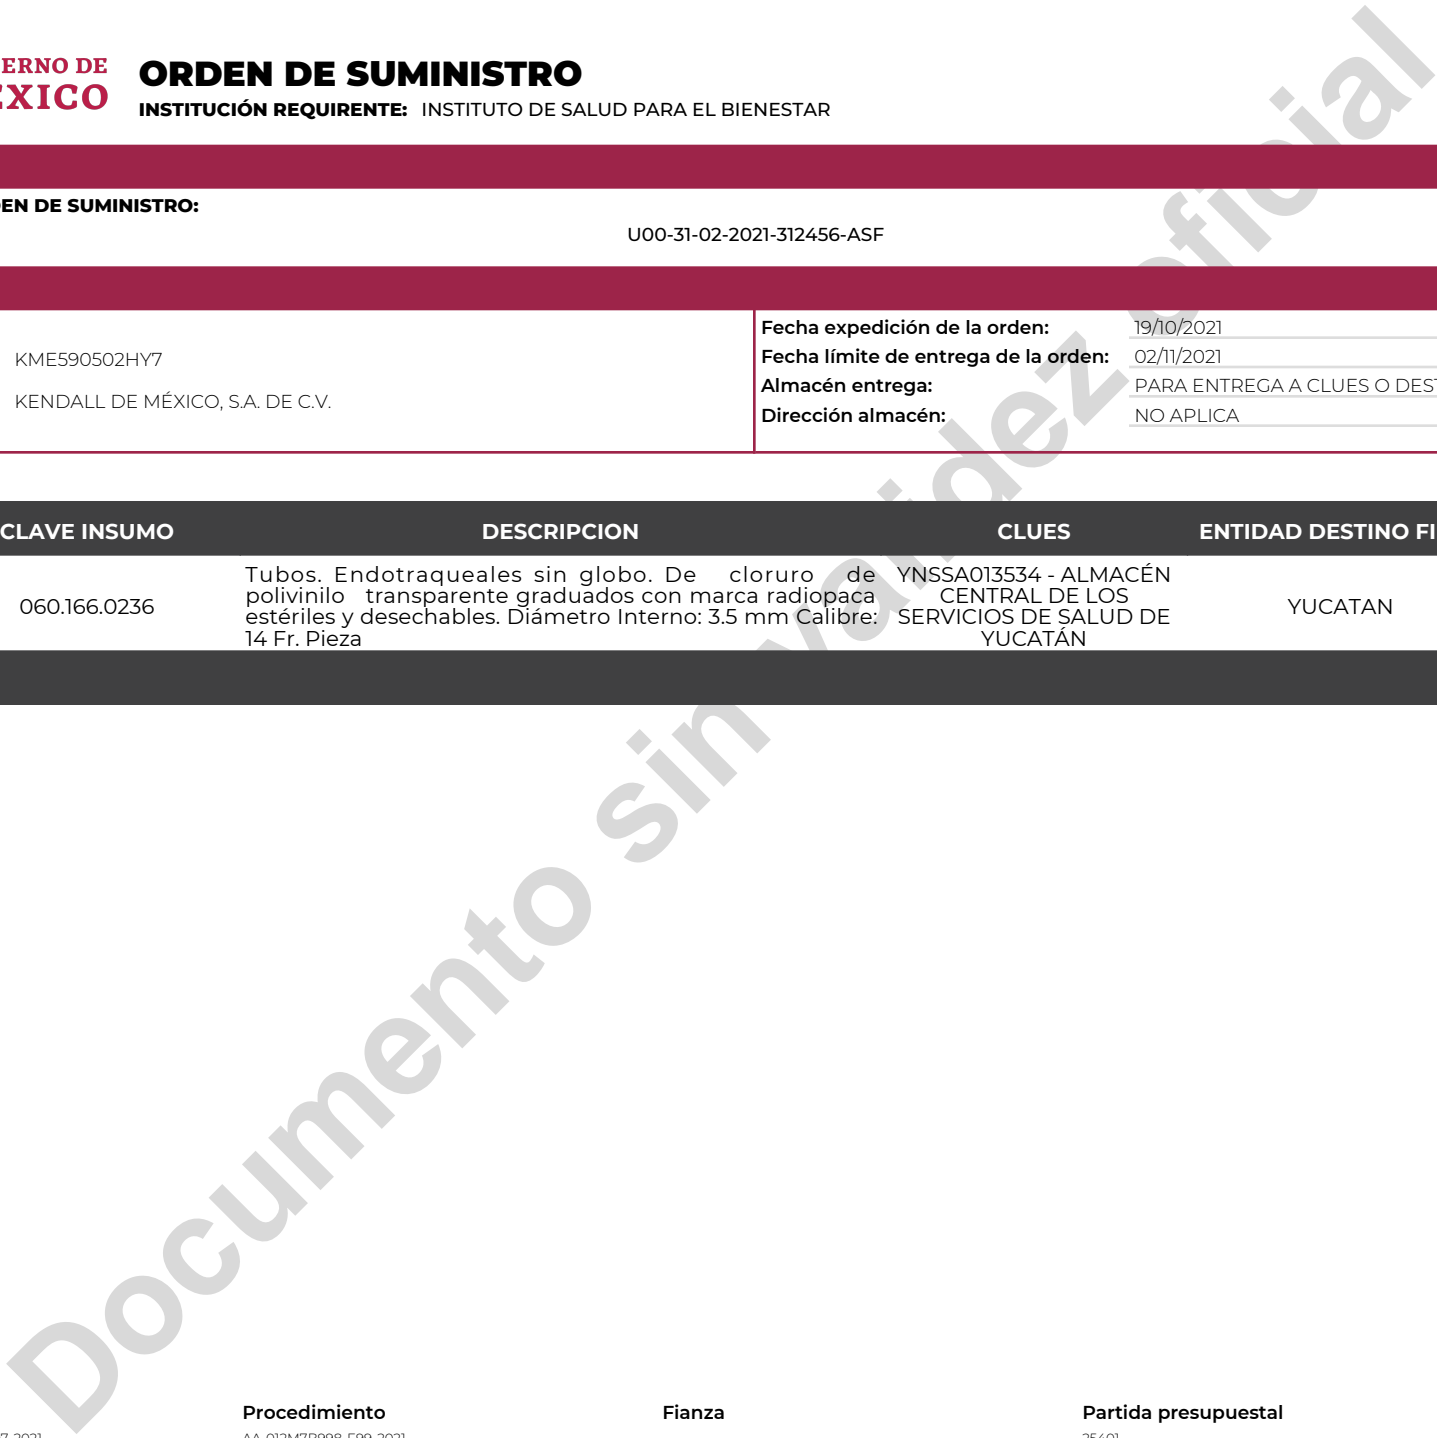 ERNO DE
EXICO
ORDEN DE SUMINISTRO
INSTITUCIÓN REQUIRENTE: INSTITUTO DE SALUD PARA EL BIENESTAR
EN DE SUMINISTRO:
U00-31-02-2021-312456-ASF
KME590502HY7
KENDALL DE MÉXICO, S.A. DE C.V.
Fecha expedición de la orden: 19/10/2021
Fecha límite de entrega de la orden: 02/11/2021
Almacén entrega: PARA ENTREGA A CLUES O DEST
Dirección almacén: NO APLICA
CLAVE INSUMO DESCRIPCION CLUES ENTIDAD DESTINO FI
060.166.0236
Tubos. Endotraqueales sin globo. De cloruro de
polivinilo transparente graduados con marca radiopaca
estériles y desechables. Diámetro Interno: 3.5 mm Calibre:
14 Fr. Pieza
YNSSA013534 - ALMACÉN
CENTRAL DE LOS
SERVICIOS DE SALUD DE
YUCATÁN
YUCATAN
Documento sin validez oficial
Procedimiento Fianza Partida presupuestal